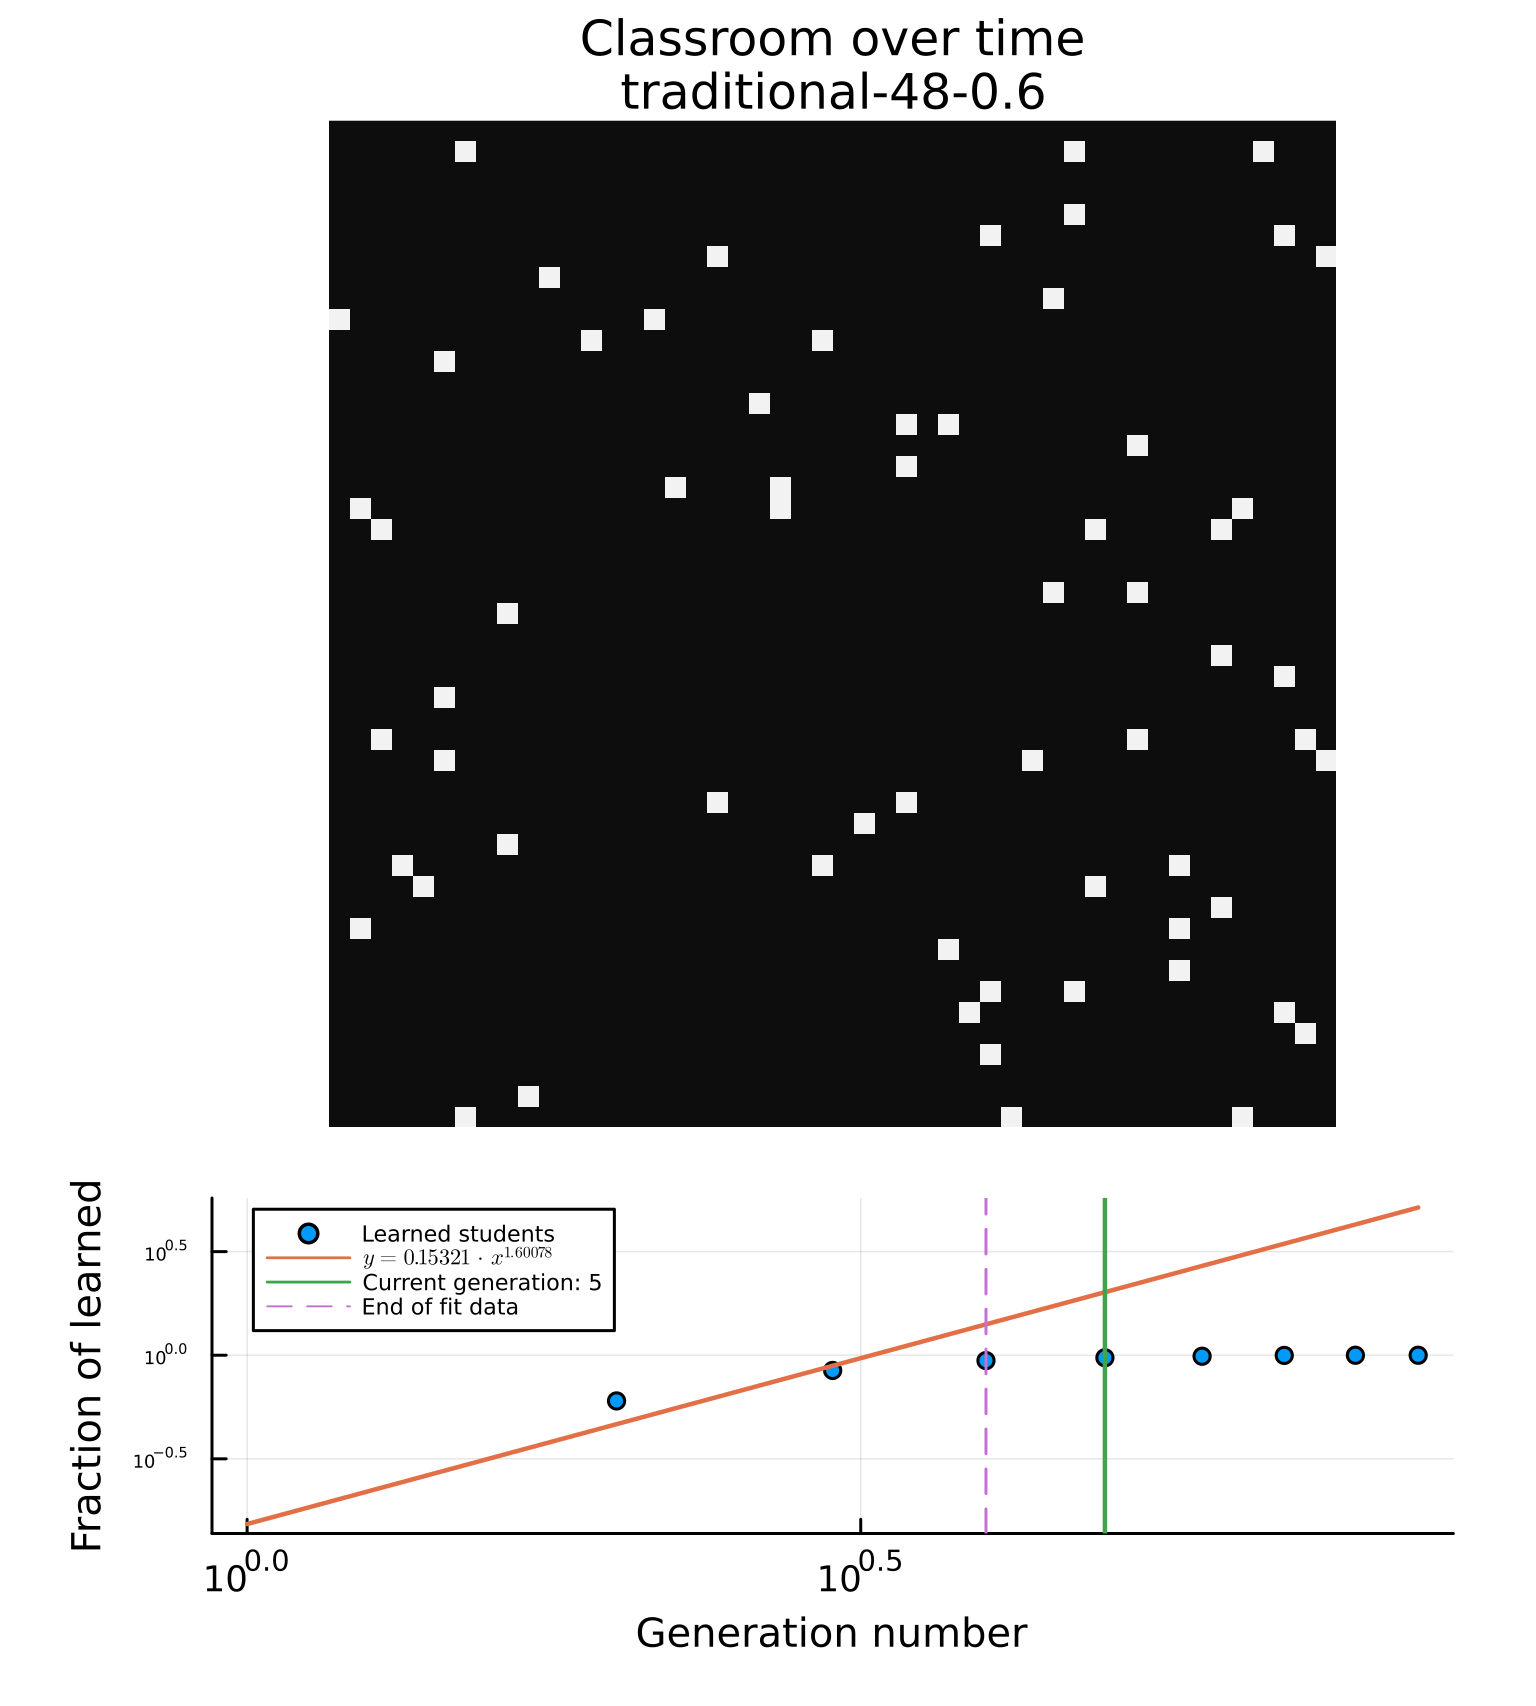 Classroom over time
traditional-48-0.6
Fraction of learned
Learned students
y = 0.15321 · x^1.60078
Current generation: 5
End of fit data
10^0.5
10^0.0
10^−0.5
10^0.0
10^0.5
Generation number